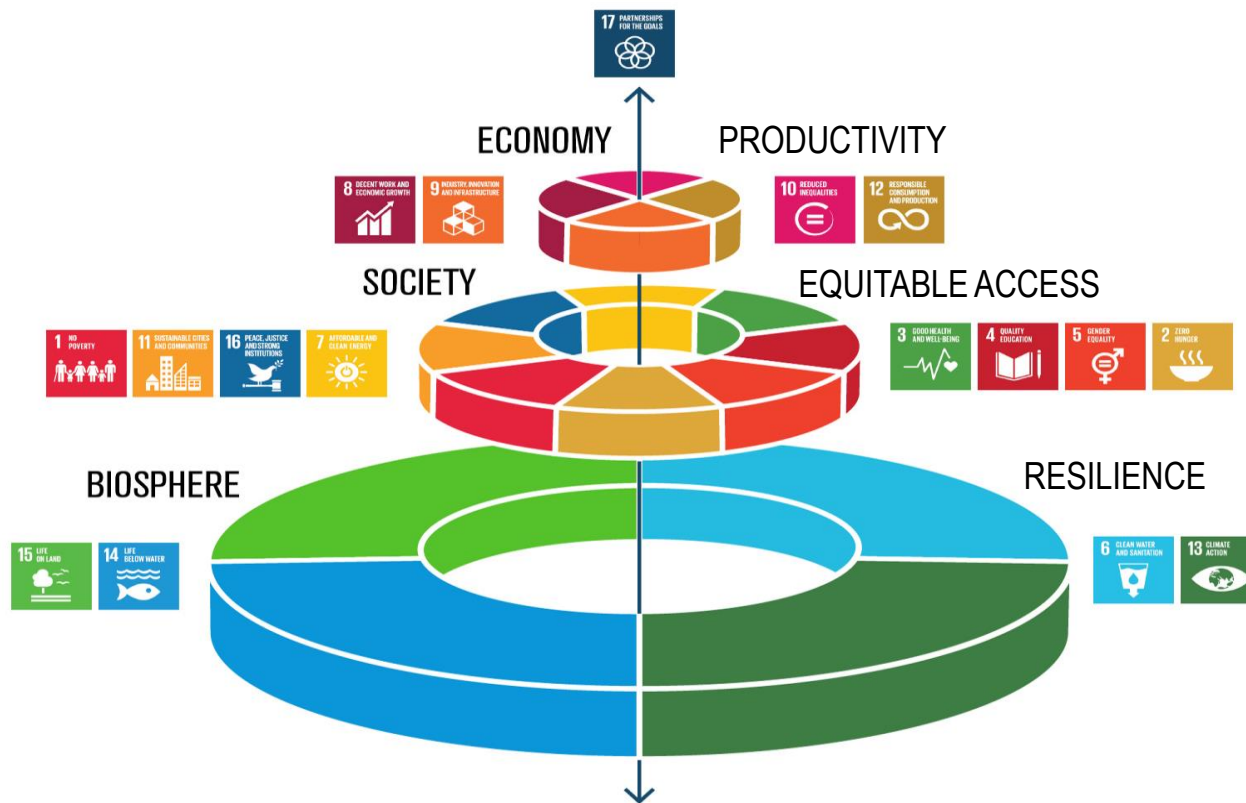 17 PARTNERSHIPS
FOR THE GOALS
ECONOMY
PRODUCTIVITY
8 DECENT WORK AND
ECONOMIC GROWTH
9 INDUSTRY, INNOVATION
AND INFRASTRUCTURE
10 REDUCED
INEQUALITIES
12 RESPONSIBLE
CONSUMPTION
AND PRODUCTION
SOCIETY
EQUITABLE ACCESS
1 NO
POVERTY
11 SUSTAINABLE CITIES
AND COMMUNITIES
16 PEACE, JUSTICE
AND STRONG
INSTITUTIONS
7 AFFORDABLE AND
CLEAN ENERGY
3 GOOD HEALTH
AND WELL-BEING
4 QUALITY
EDUCATION
5 GENDER
EQUALITY
2 ZERO
HUNGER
BIOSPHERE
RESILIENCE
15 LIFE
ON LAND
14 LIFE
BELOW WATER
6 CLEAN WATER
AND SANITATION
13 CLIMATE
ACTION